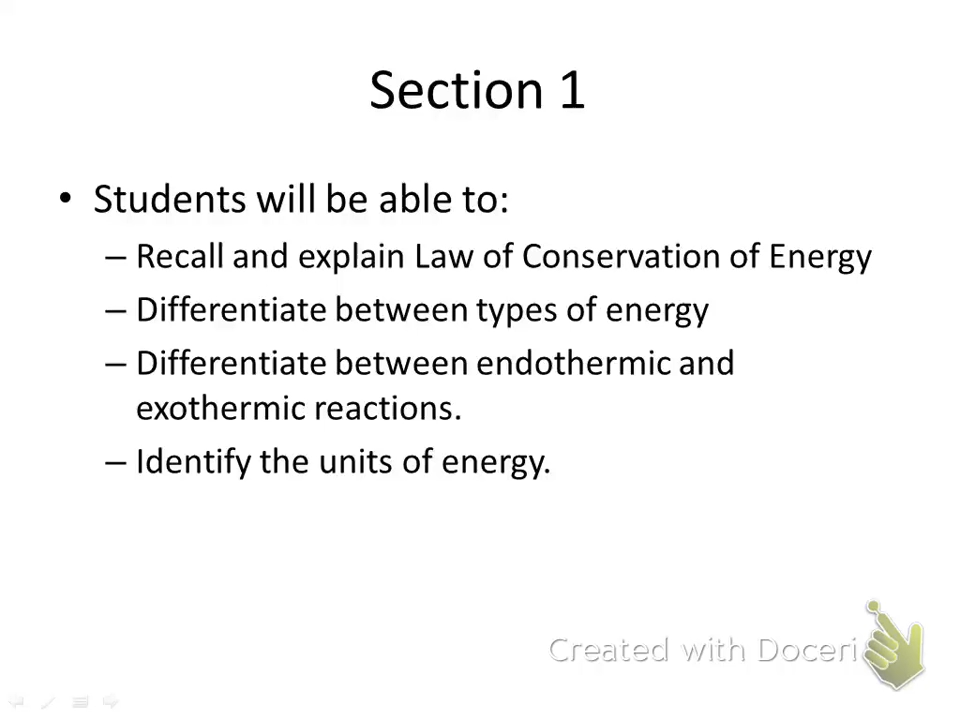 Section 1
• Students will be able to:
– Recall and explain Law of Conservation of Energy
– Differentiate between types of energy
– Differentiate between endothermic and
exothermic reactions.
– Identify the units of energy.
Created with Doceri